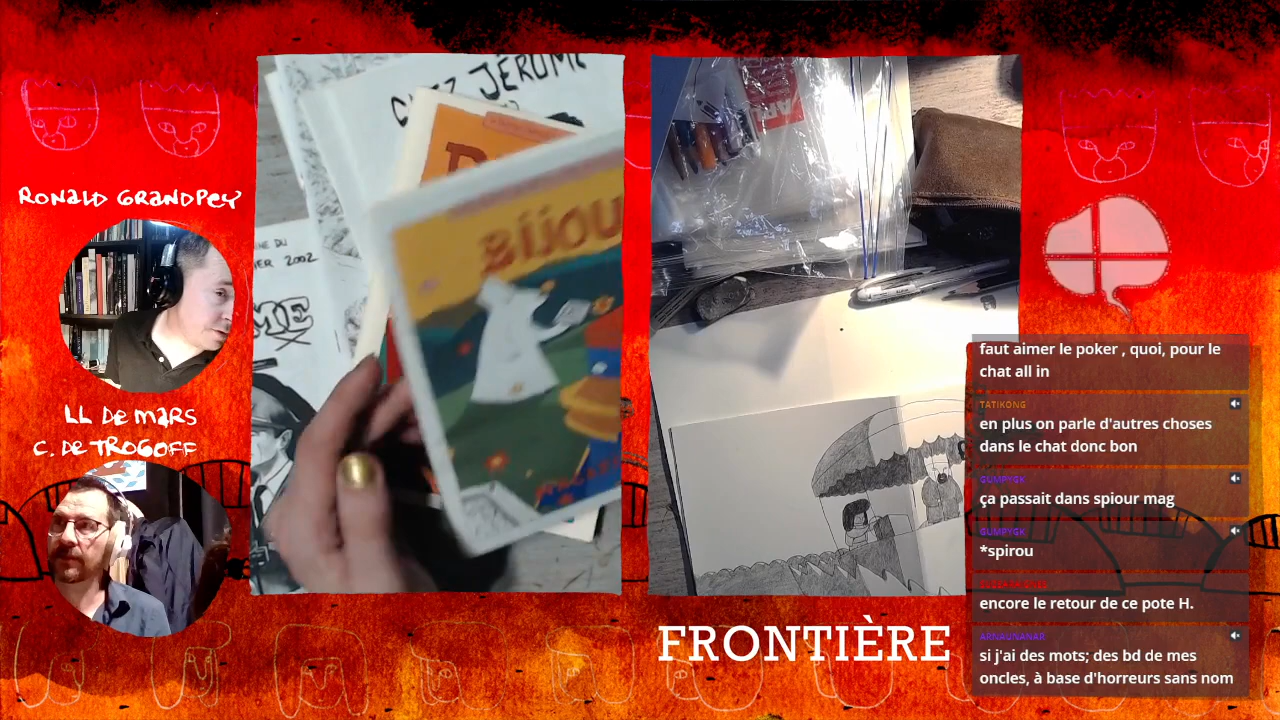 CHEZ JÉRÔME
BIJOU
2002
ME
RONALD GRANDPEY
LL DE MARS
C. DE TROGOFF
FRONTIÈRE
faut aimer le poker , quoi, pour le
chat all in
TATIKONG
en plus on parle d'autres choses
dans le chat donc bon
GUMPYGK
ça passait dans spiour mag
GUMPYGK
*spirou
encore le retour de ce pote H.
ARNAUNANAR
si j'ai des mots; des bd de mes
oncles, à base d'horreurs sans nom